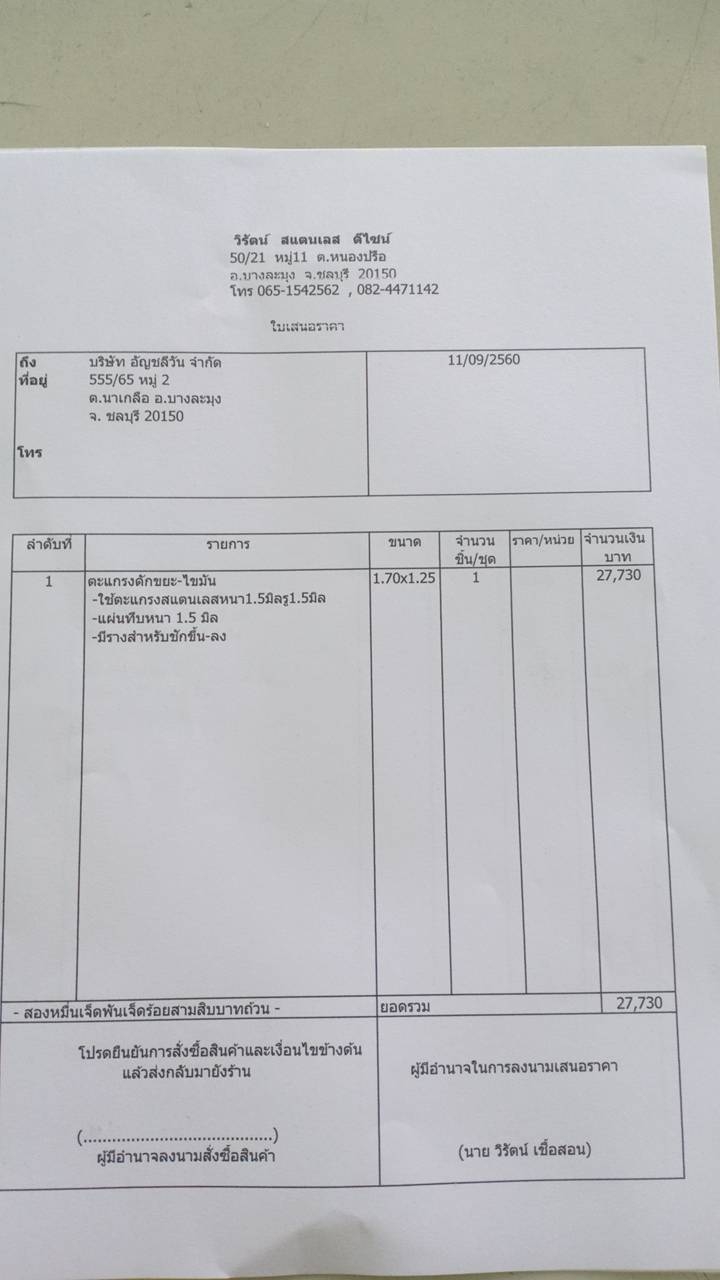 วิรัตน์ สแตนเลส ดีไซน์
50/21 หมู่11 ต.หนองปรือ
อ.บางละมุง จ.ชลบุรี 20150
โทร 065-1542562 , 082-4471142
ใบเสนอราคา
ถึง บริษัท อัญชลีวัน จำกัด 11/09/2560
ที่อยู่ 555/65 หมู่ 2
ต.นาเกลือ อ.บางละมุง
จ. ชลบุรี 20150
โทร
ลำดับที่ รายการ ขนาด จำนวน ราคา/หน่วย จำนวนเงิน
ชิ้น/ชุด บาท
1 ตะแกรงดักขยะ-ไขมัน 1.70x1.25 1 27,730
-ใช้ตะแกรงสแตนเลสหนา1.5มิลรู1.5มิล
-แผ่นทึบหนา 1.5 มิล
-มีรางสำหรับชักขึ้น-ลง
- สองหมื่นเจ็ดพันเจ็ดร้อยสามสิบบาทถ้วน - ยอดรวม 27,730
โปรดยืนยันการสั่งซื้อสินค้าและเงื่อนไขข้างต้น
แล้วส่งกลับมายังร้าน
ผู้มีอำนาจในการลงนามเสนอราคา
(........................................)
ผู้มีอำนาจลงนามสั่งซื้อสินค้า
(นาย วิรัตน์ เชื้อสอน)